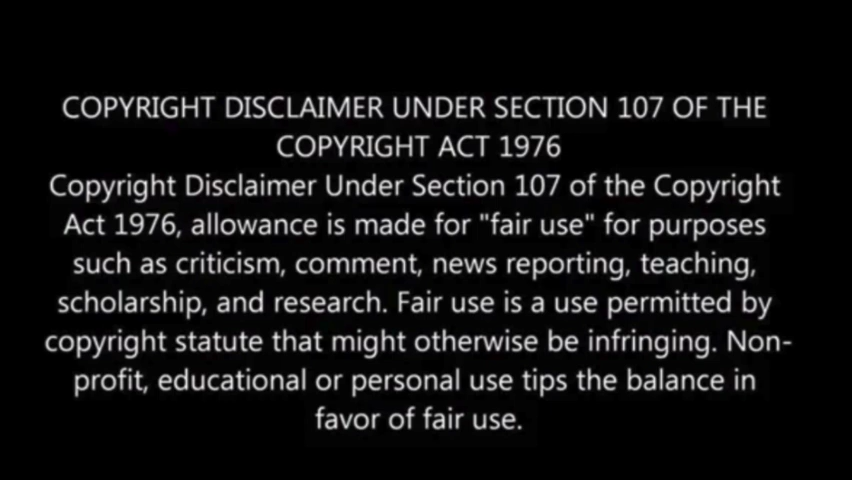 COPYRIGHT DISCLAIMER UNDER SECTION 107 OF THE
COPYRIGHT ACT 1976
Copyright Disclaimer Under Section 107 of the Copyright
Act 1976, allowance is made for "fair use" for purposes
such as criticism, comment, news reporting, teaching,
scholarship, and research. Fair use is a use permitted by
copyright statute that might otherwise be infringing. Non-
profit, educational or personal use tips the balance in
favor of fair use.